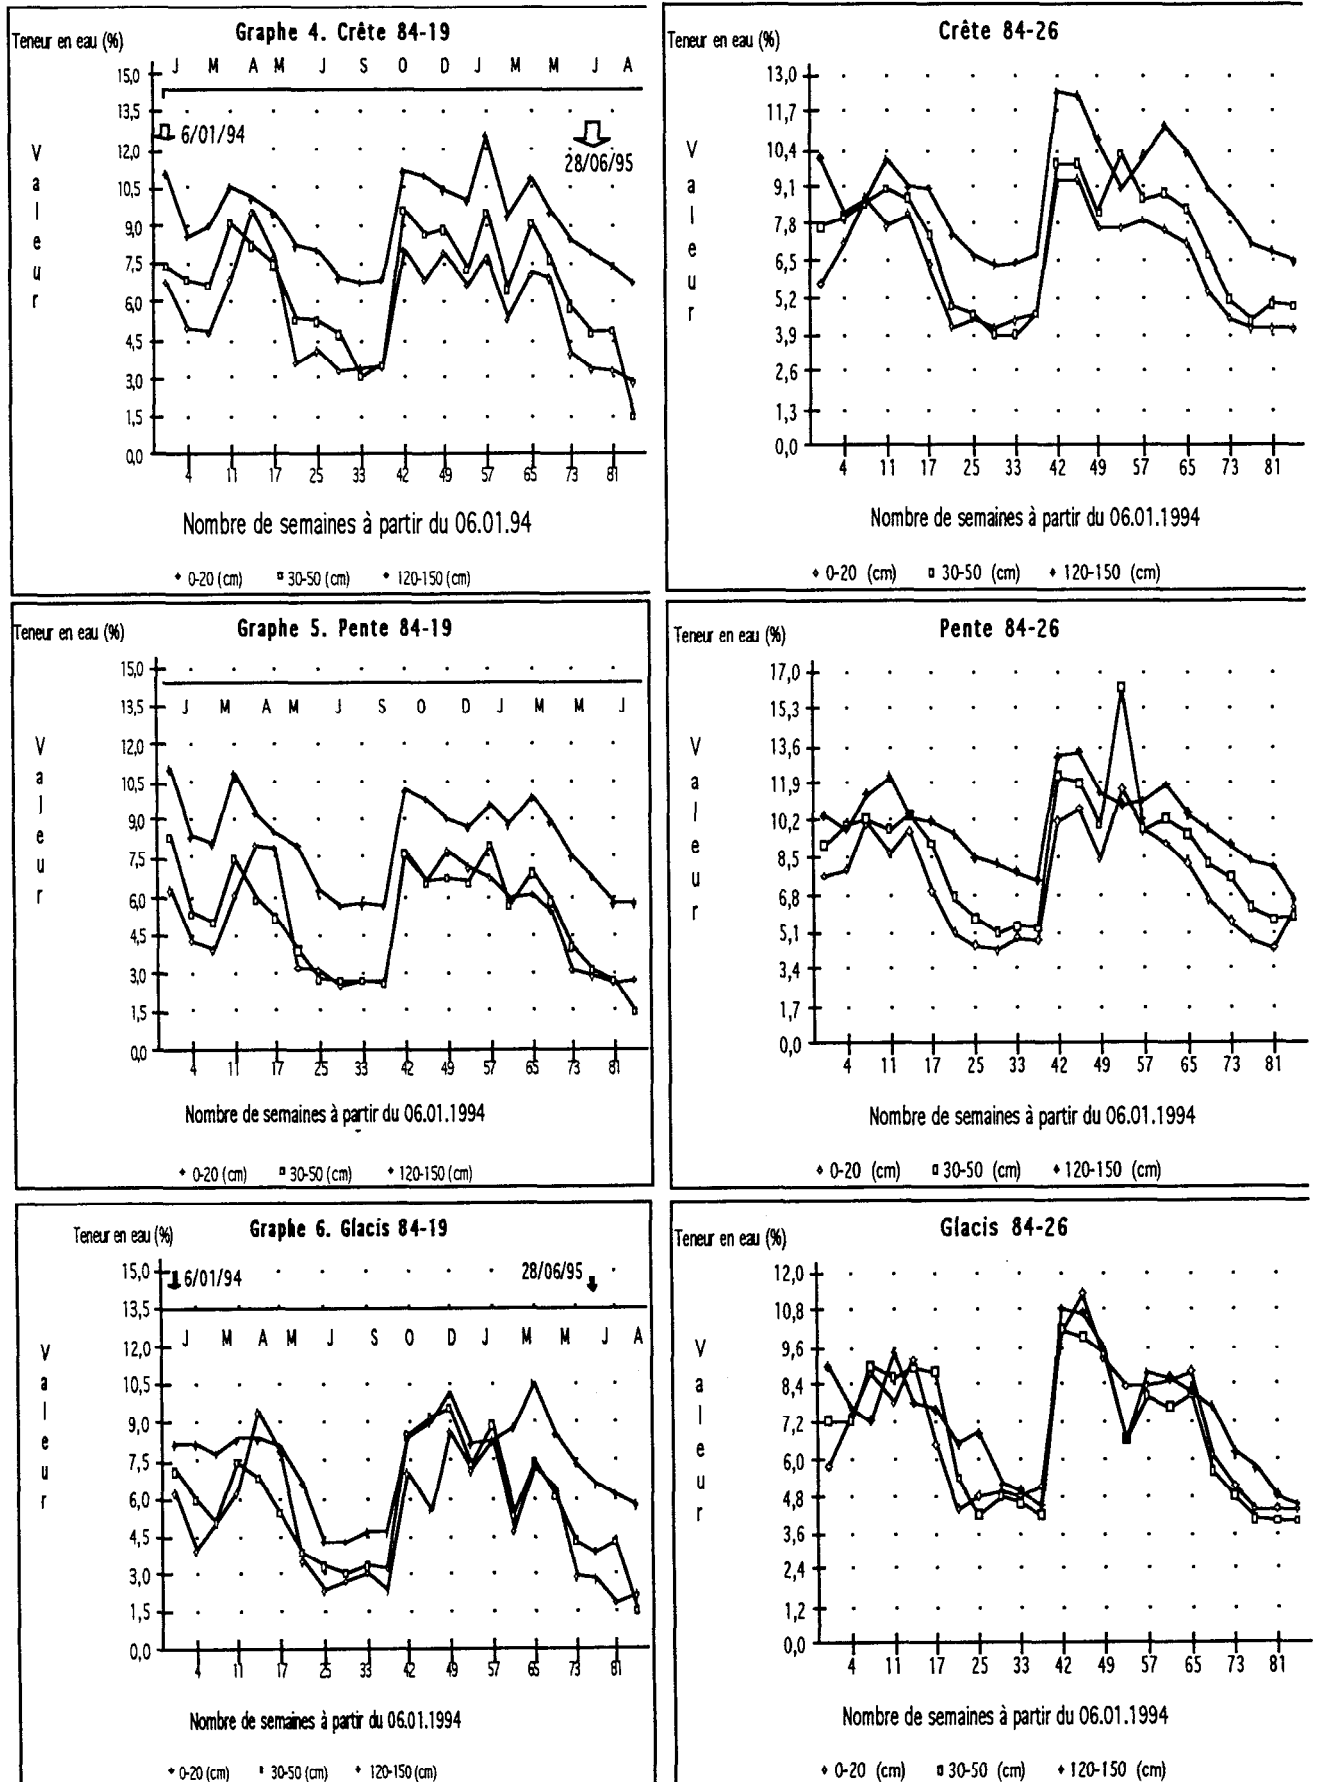 Graphe 4. Crête 84-19
Teneur en eau (%)
J M A M J S O D J M M J A
15,0
13,5
12,0
10,5
9,0
7,5
6,0
4,5
3,0
1,5
0,0
Valeur
6/01/94
28/06/95
4 11 17 25 33 42 49 57 65 73 81
Nombre de semaines à partir du 06.01.94
0-20 (cm) 30-50 (cm) 120-150 (cm)
Crête 84-26
Teneur en eau (%)
13,0
11,7
10,4
9,1
7,8
6,5
5,2
3,9
2,6
1,3
0,0
Valeur
4 11 17 25 33 42 49 57 65 73 81
Nombre de semaines à partir du 06.01.1994
0-20 (cm) 30-50 (cm) 120-150 (cm)
Graphe 5. Pente 84-19
Teneur en eau (%)
15,0
13,5
J M A M J S O D J M M J
12,0
10,5
9,0
7,5
6,0
4,5
3,0
1,5
0,0
Valeur
4 11 17 25 33 42 49 57 65 73 81
Nombre de semaines à partir du 06.01.1994
0-20 (cm) 30-50 (cm) 120-150 (cm)
Pente 84-26
Teneur en eau (%)
17,0
15,3
13,6
11,9
10,2
8,5
6,8
5,1
3,4
1,7
0,0
Valeur
4 11 17 25 33 42 49 57 65 73 81
Nombre de semaines à partir du 06.01.1994
0-20 (cm) 30-50 (cm) 120-150 (cm)
Graphe 6. Glacis 84-19
Teneur en eau (%)
15,0
6/01/94
28/06/95
13,5
J M A M J S O D J M M J A
12,0
10,5
9,0
7,5
6,0
4,5
3,0
1,5
0,0
Valeur
4 11 17 25 33 42 49 57 65 73 81
Nombre de semaines à partir du 06.01.1994
0-20 (cm) 30-50 (cm) 120-150 (cm)
Glacis 84-26
Teneur en eau (%)
12,0
10,8
9,6
8,4
7,2
6,0
4,8
3,6
2,4
1,2
0,0
Valeur
4 11 17 25 33 42 49 57 65 73 81
Nombre de semaines à partir du 06.01.1994
0-20 (cm) 30-50 (cm) 120-150 (cm)